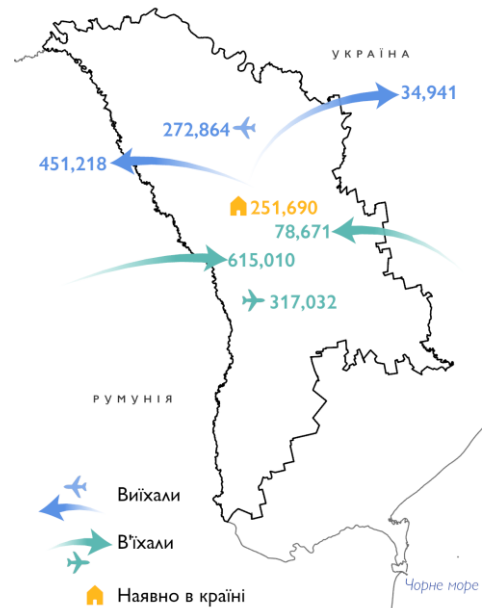 УКРАЇНА
34,941
272,864
451,218
251,690
78,671
615,010
317,032
РУМУНІЯ
Виїхали
В'їхали
Наявно в країні
Чорне море